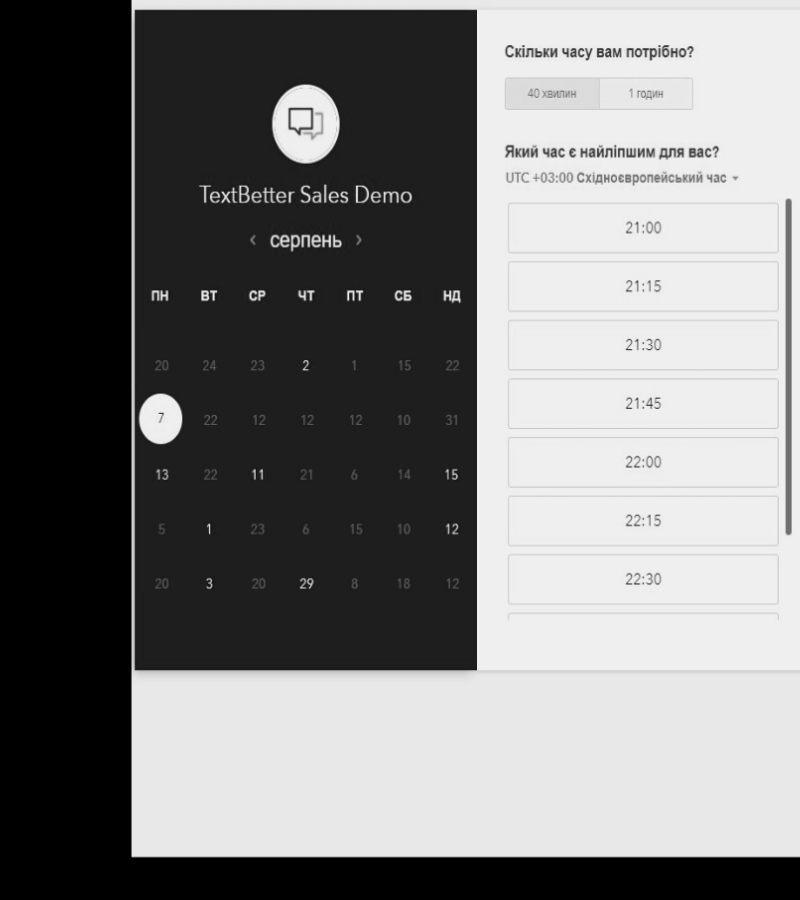 TextBetter Sales Demo
‹ серпень ›
ПН ВТ СР ЧТ ПТ СБ НД
20 24 23 2 1 15 22
7 22 12 12 12 10 31
13 22 11 21 6 14 15
5 1 23 6 15 10 12
20 3 20 29 8 18 12
Скільки часу вам потрібно?
40 хвилин 1 годин
Який час є найліпшим для вас?
UTC +03:00 Східноєвропейський час
21:00
21:15
21:30
21:45
22:00
22:15
22:30